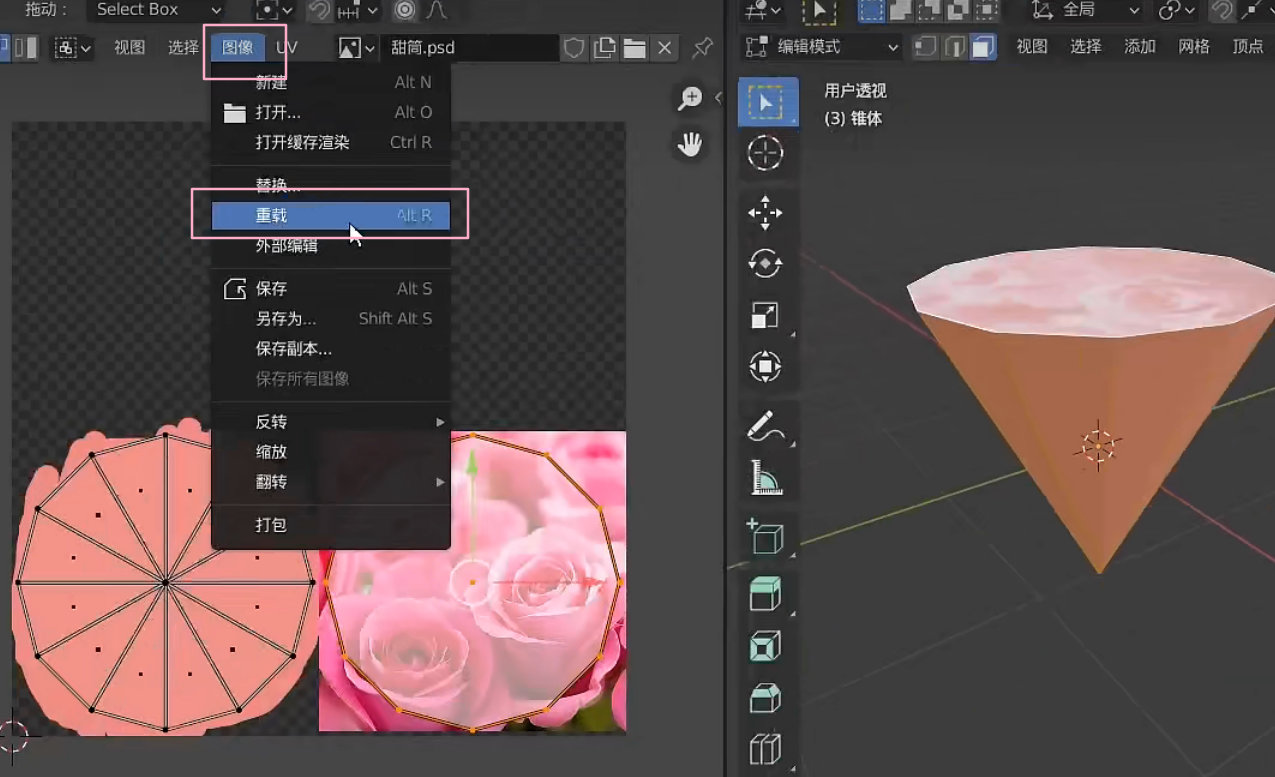 拖动： Select Box 全局
视图 选择 图像 UV 甜筒.psd 编辑模式 视图 选择 添加 网格 顶点
新建 Alt N
打开... Alt O
打开缓存渲染 Ctrl R
替换...
重载 Alt R
外部编辑
保存 Alt S
另存为... Shift Alt S
保存副本...
保存所有图像
反转
缩放
翻转
打包
用户透视
(3) 锥体